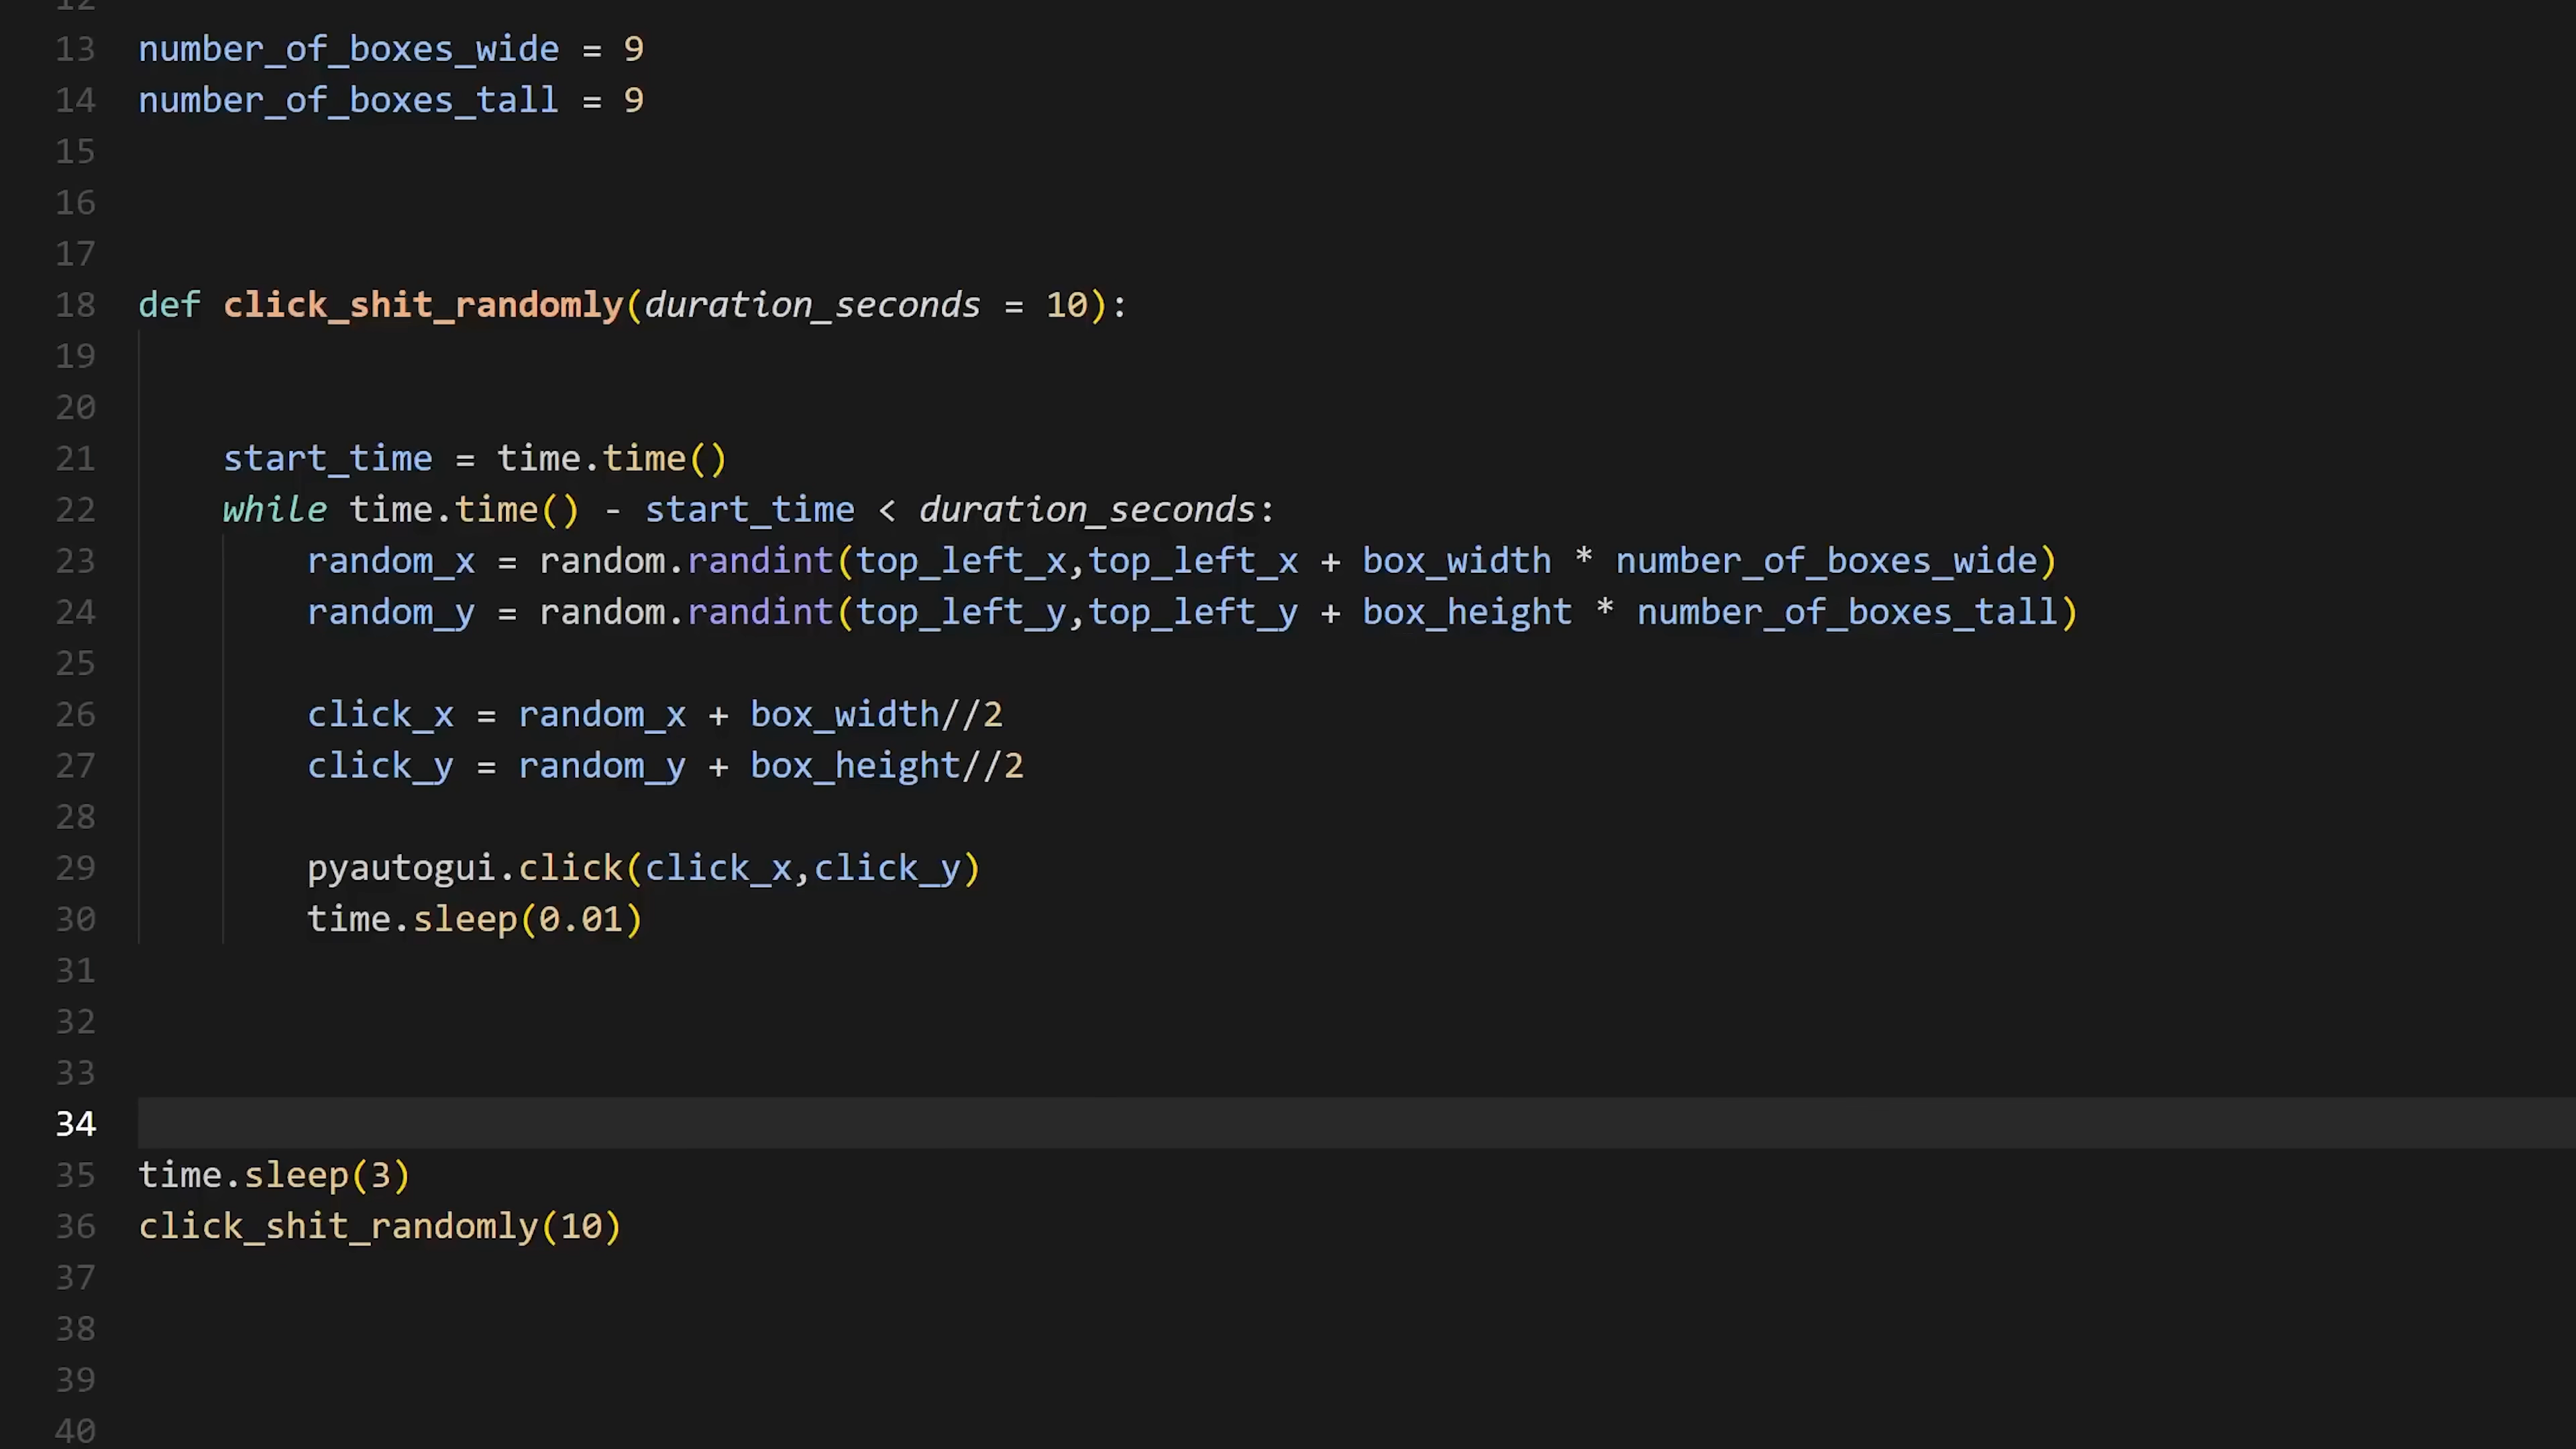 12
13 number_of_boxes_wide = 9
14 number_of_boxes_tall = 9
15
16
17
18 def click_shit_randomly(duration_seconds = 10):
19
20
21     start_time = time.time()
22     while time.time() - start_time < duration_seconds:
23         random_x = random.randint(top_left_x,top_left_x + box_width * number_of_boxes_wide)
24         random_y = random.randint(top_left_y,top_left_y + box_height * number_of_boxes_tall)
25
26         click_x = random_x + box_width//2
27         click_y = random_y + box_height//2
28
29         pyautogui.click(click_x,click_y)
30         time.sleep(0.01)
31
32
33
34
35 time.sleep(3)
36 click_shit_randomly(10)
37
38
39
40